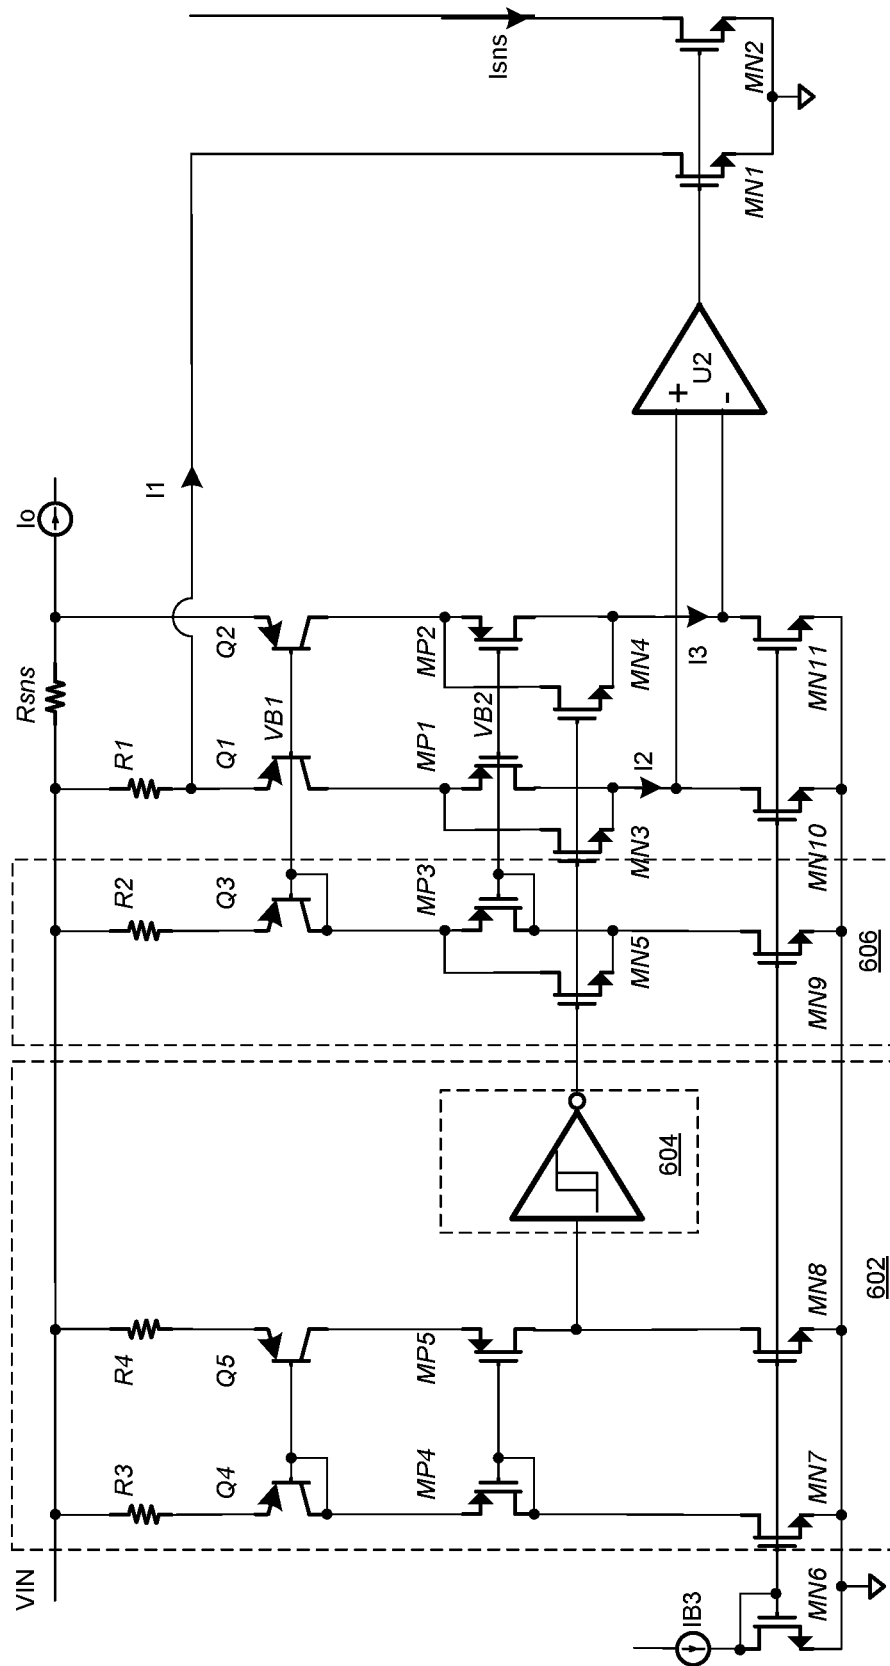 VIN
R3
R4
R2
R1
Rsns
Io
I1
Isns
Q4
Q5
Q3
Q1
Q2
VB1
MP4
MP5
MP3
MP1
MP2
VB2
604
MN5
MN3
MN4
I2
I3
+
-
U2
MN1
MN2
IB3
MN6
MN7
MN8
MN9
MN10
MN11
602
606